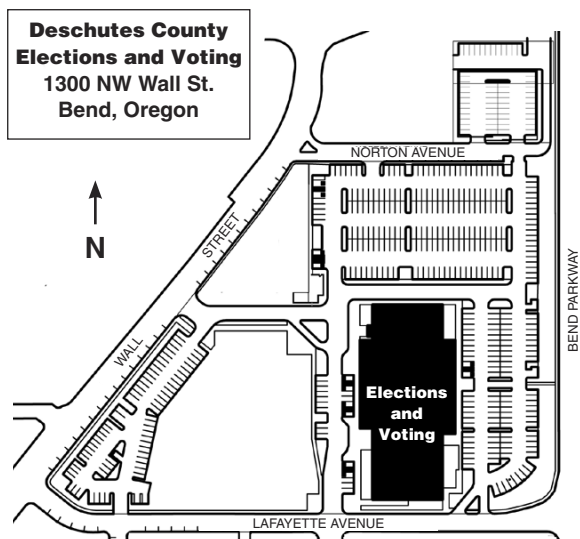 Deschutes County
Elections and Voting
1300 NW Wall St.
Bend, Oregon
NORTON AVENUE
N
STREET
WALL
BEND PARKWAY
Elections
and
Voting
LAFAYETTE AVENUE